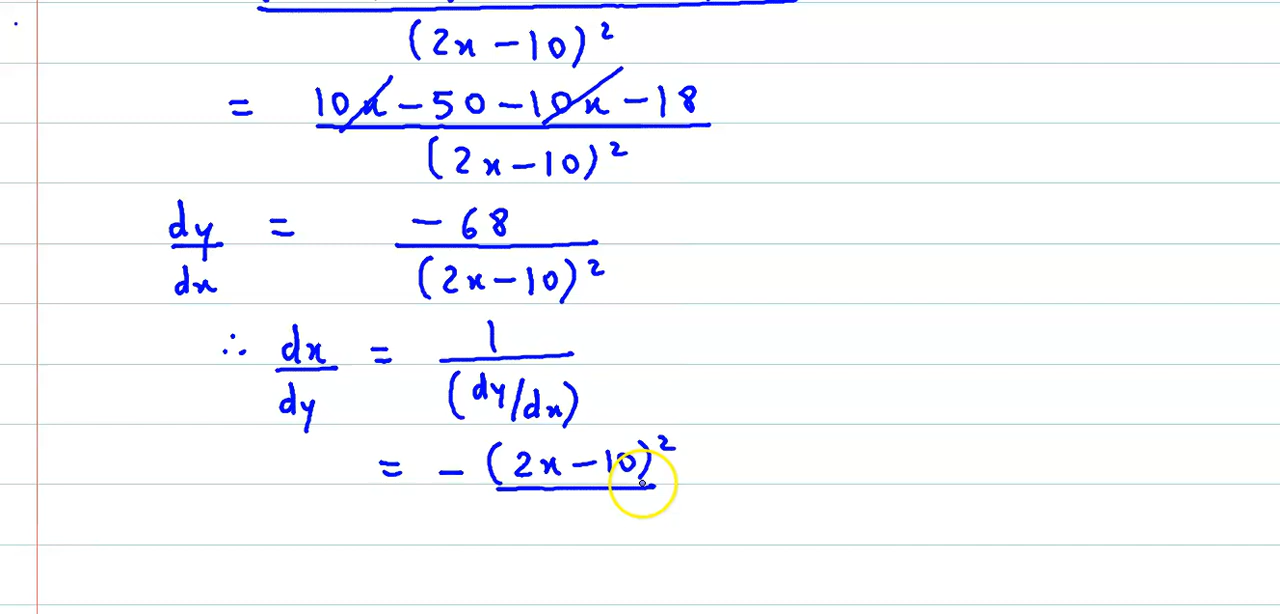 (2x - 10)²
= 10x - 50 - 10x - 18
(2x - 10)²
dy/dx = -68
(2x - 10)²
∴ dx/dy = 1
(dy/dx)
= - (2x - 10)²